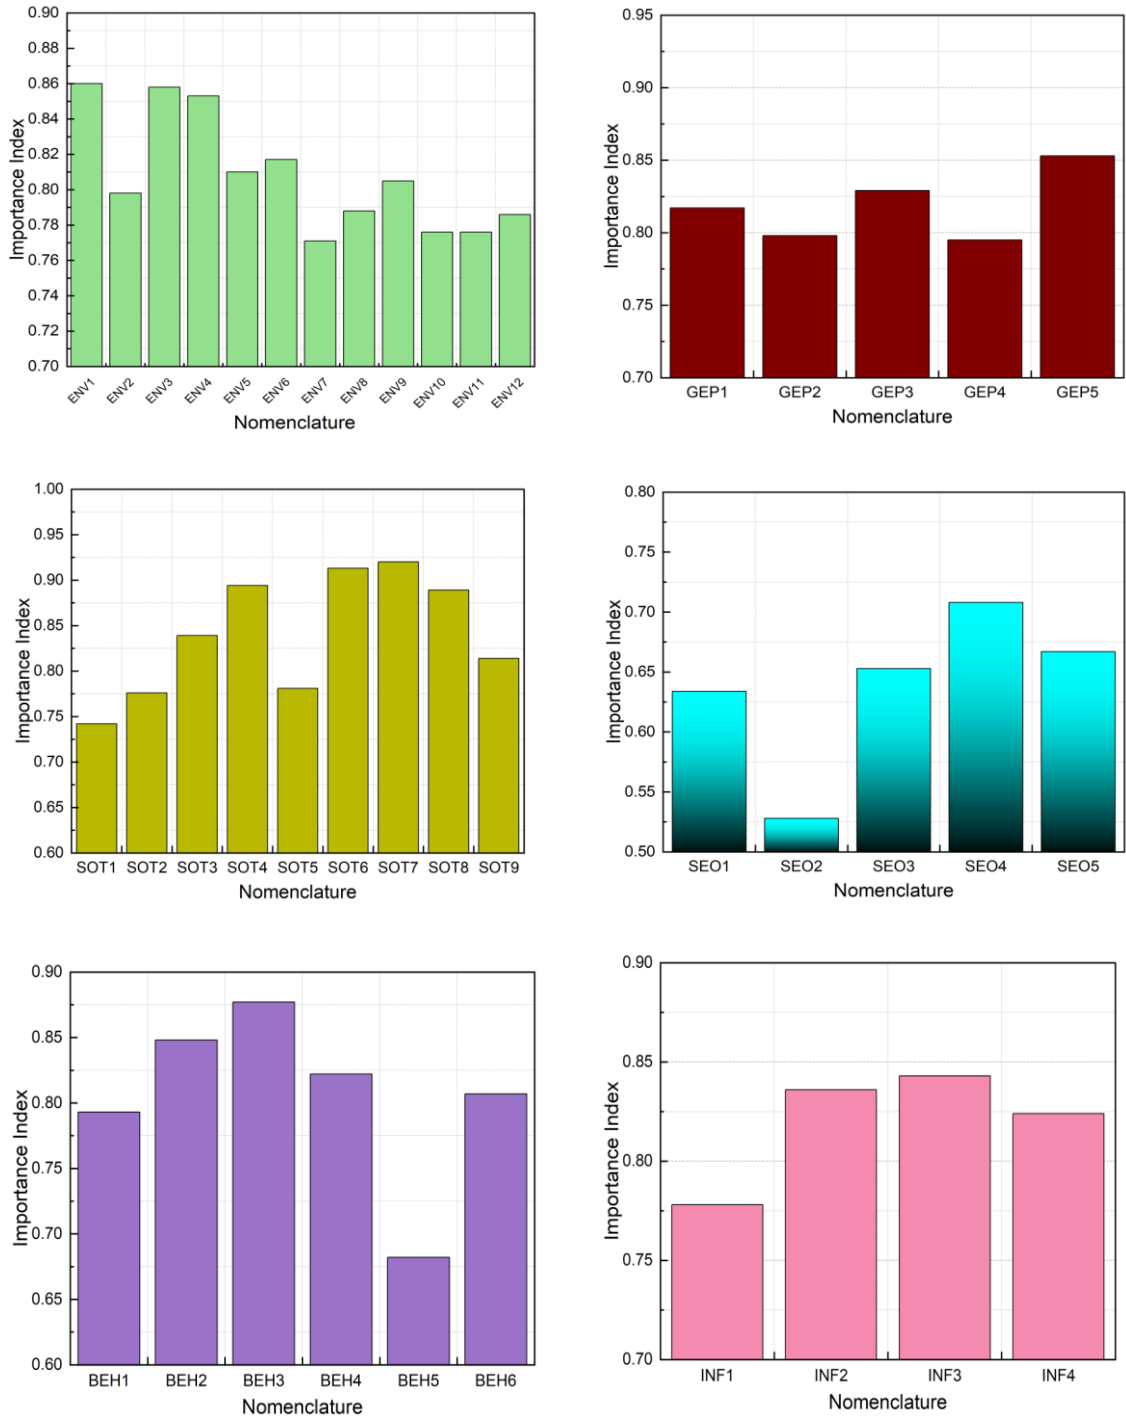 0.90
0.88
0.86
0.84
0.82
0.80
0.78
0.76
0.74
0.72
0.70
Importance Index
ENV1 ENV2 ENV3 ENV4 ENV5 ENV6 ENV7 ENV8 ENV9 ENV10 ENV11 ENV12
Nomenclature
0.95
0.90
0.85
0.80
0.75
0.70
Importance Index
GEP1 GEP2 GEP3 GEP4 GEP5
Nomenclature
1.00
0.95
0.90
0.85
0.80
0.75
0.70
0.65
0.60
Importance Index
SOT1 SOT2 SOT3 SOT4 SOT5 SOT6 SOT7 SOT8 SOT9
Nomenclature
0.80
0.75
0.70
0.65
0.60
0.55
0.50
Importance Index
SEO1 SEO2 SEO3 SEO4 SEO5
Nomenclature
0.90
0.85
0.80
0.75
0.70
0.65
0.60
Importance Index
BEH1 BEH2 BEH3 BEH4 BEH5 BEH6
Nomenclature
0.90
0.85
0.80
0.75
0.70
Importance Index
INF1 INF2 INF3 INF4
Nomenclature